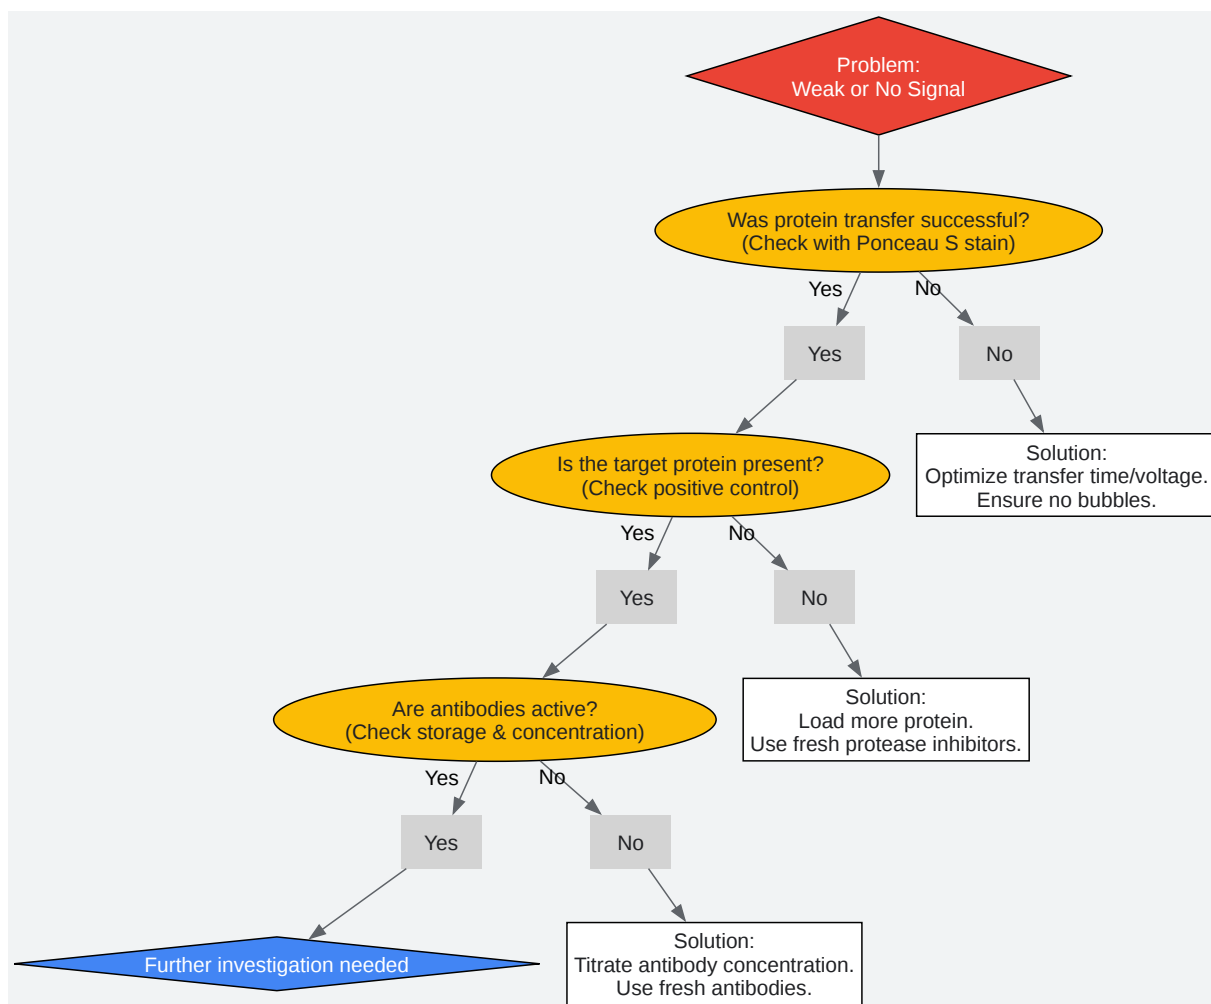 Problem:
Weak or No Signal
Was protein transfer successful?
(Check with Ponceau S stain)
Yes
No
Yes
No
Is the target protein present?
(Check positive control)
Solution:
Optimize transfer time/voltage.
Ensure no bubbles.
Yes
No
Yes
No
Are antibodies active?
(Check storage & concentration)
Solution:
Load more protein.
Use fresh protease inhibitors.
Yes
No
Yes
No
Further investigation needed
Solution:
Titrate antibody concentration.
Use fresh antibodies.